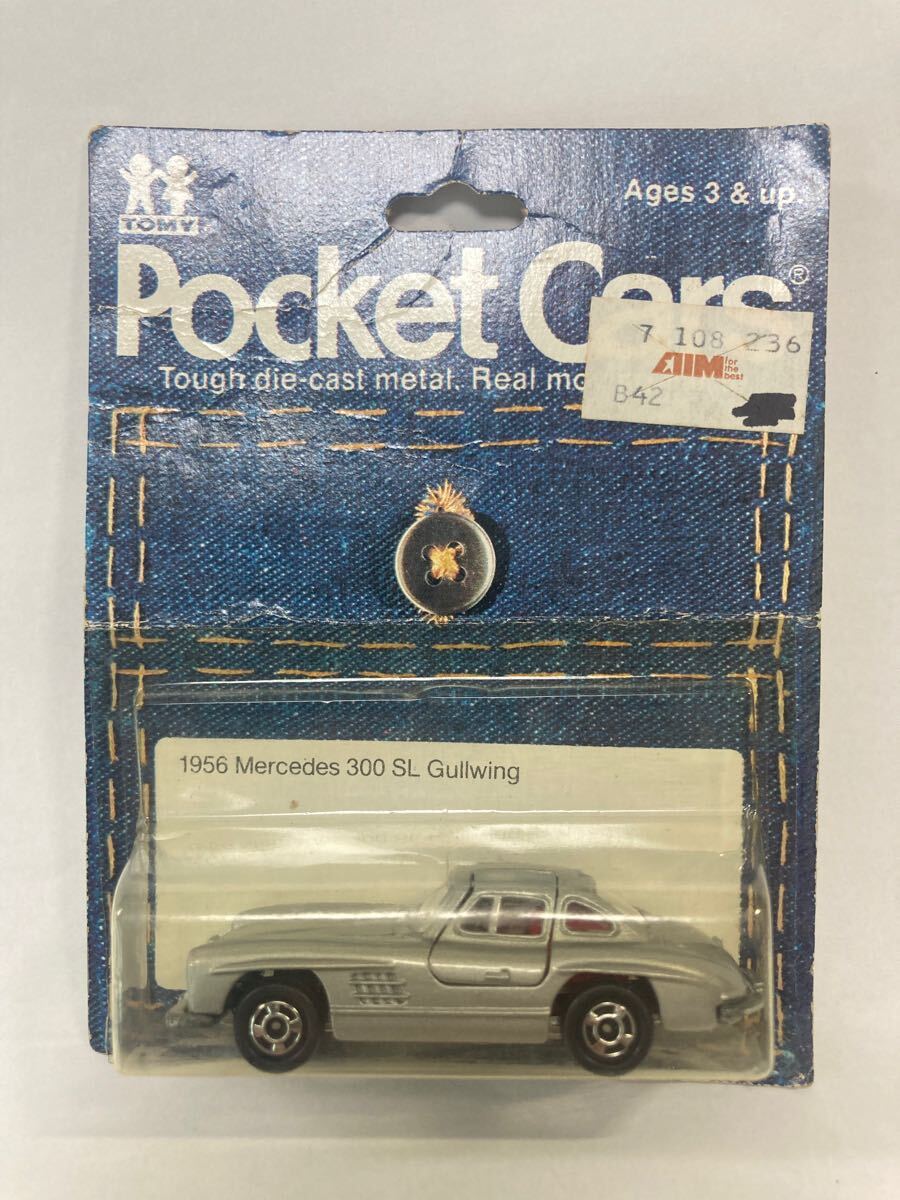 TOMY
Ages 3 & up.
Pocket Cars®
Tough die-cast metal. Real
7 108 236
AIM for the best
B42
1956 Mercedes 300 SL Gullwing